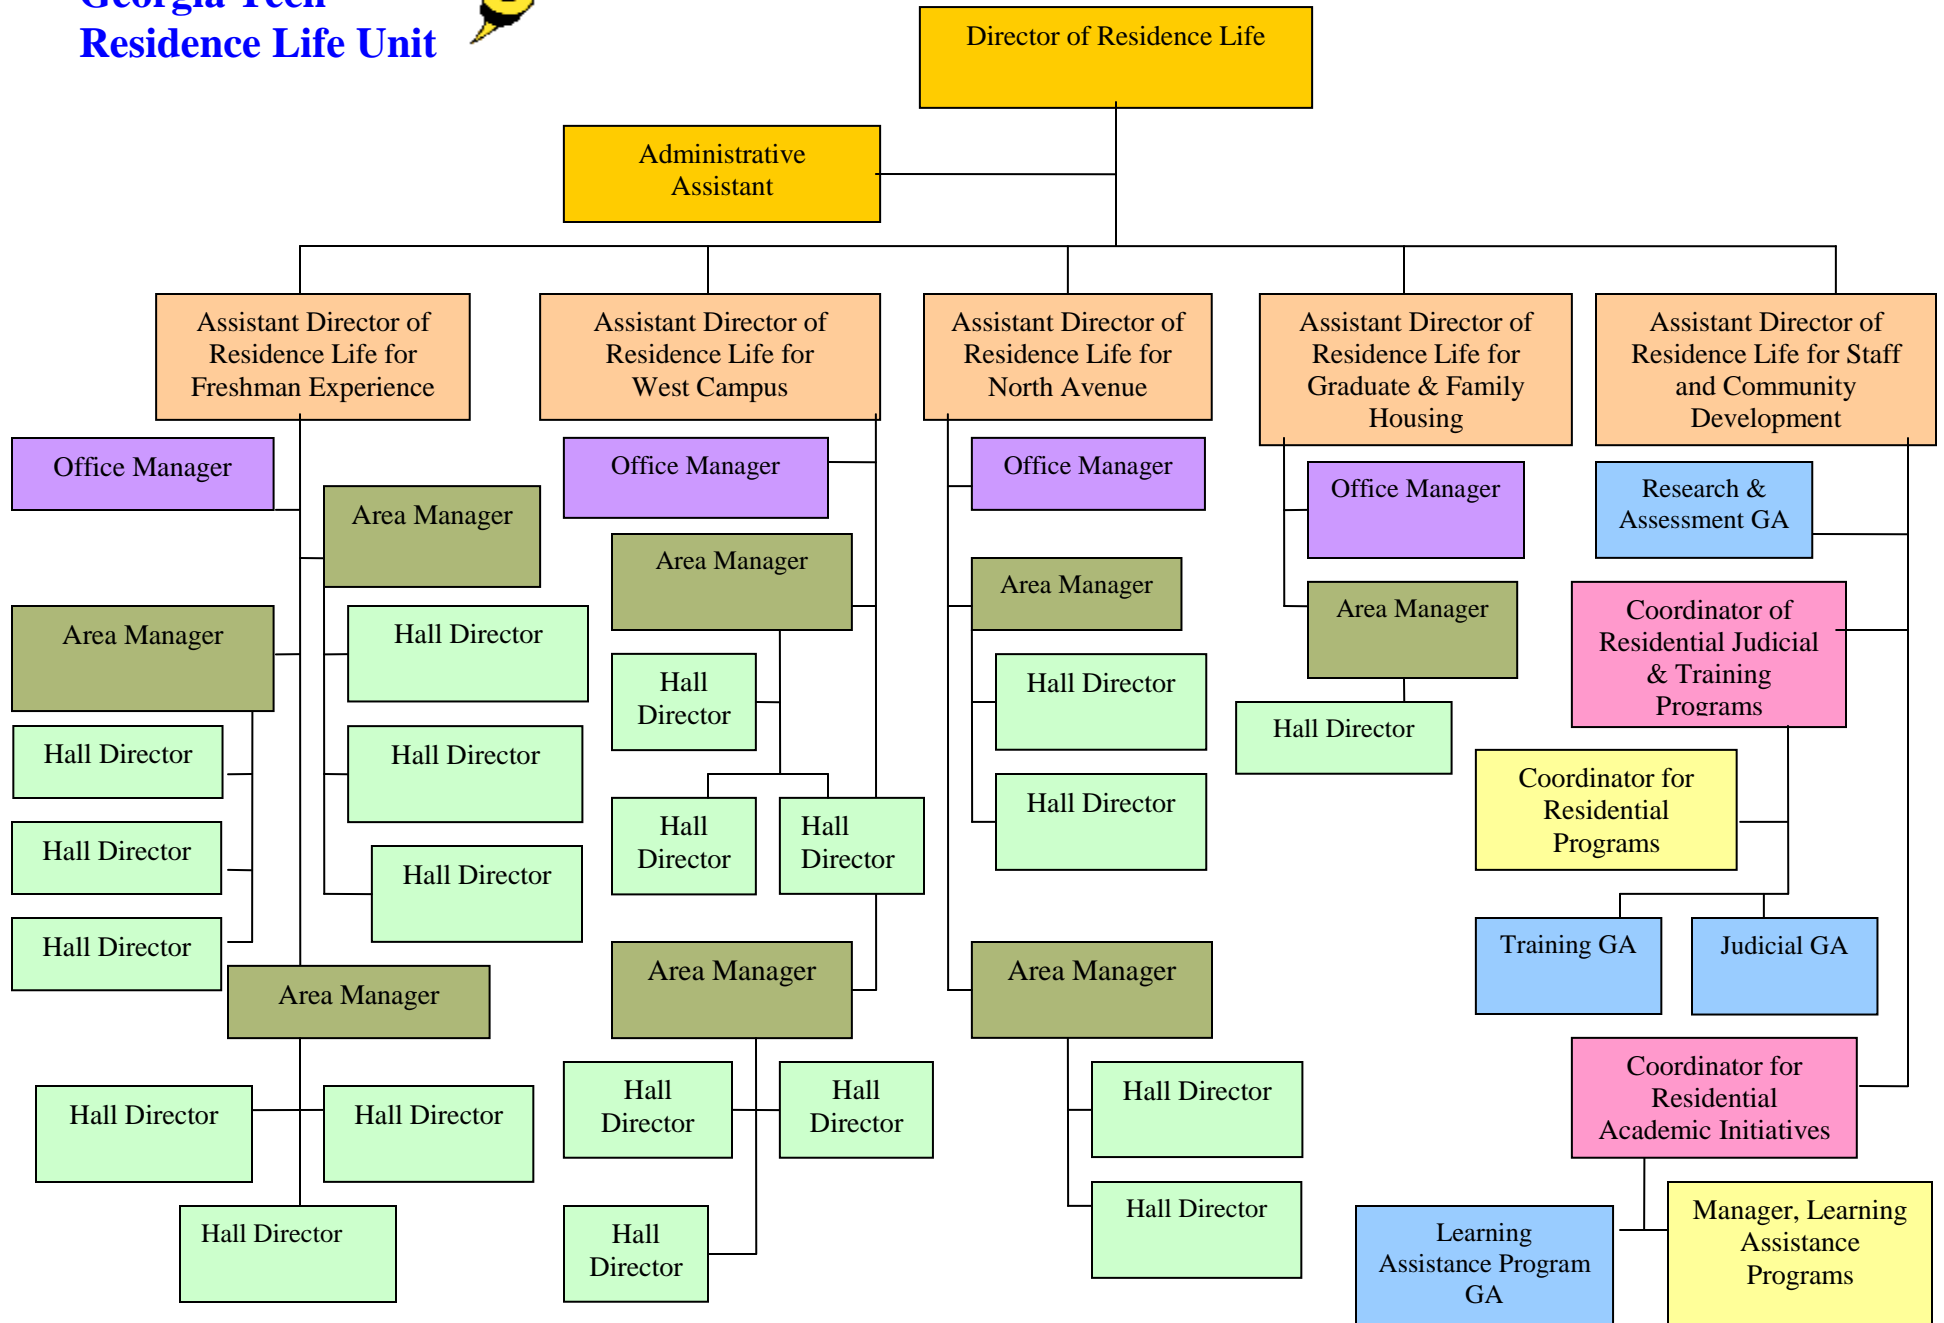 Georgia Tech
Residence Life Unit
Director of Residence Life
Administrative
Assistant
Assistant Director of
Residence Life for
Freshman Experience
Assistant Director of
Residence Life for
West Campus
Assistant Director of
Residence Life for
North Avenue
Assistant Director of
Residence Life for
Graduate & Family
Housing
Assistant Director of
Residence Life for Staff
and Community
Development
Office Manager
Area Manager
Area Manager
Hall Director
Hall Director
Hall Director
Hall Director
Hall Director
Hall Director
Area Manager
Hall Director
Hall Director
Hall Director
Office Manager
Area Manager
Hall
Director
Hall
Director
Hall
Director
Area Manager
Hall
Director
Hall
Director
Hall
Director
Office Manager
Area Manager
Hall Director
Hall Director
Area Manager
Hall Director
Hall Director
Office Manager
Area Manager
Hall Director
Research &
Assessment GA
Coordinator of
Residential Judicial
& Training
Programs
Coordinator for
Residential
Programs
Training GA
Judicial GA
Coordinator for
Residential
Academic Initiatives
Learning
Assistance Program
GA
Manager, Learning
Assistance
Programs